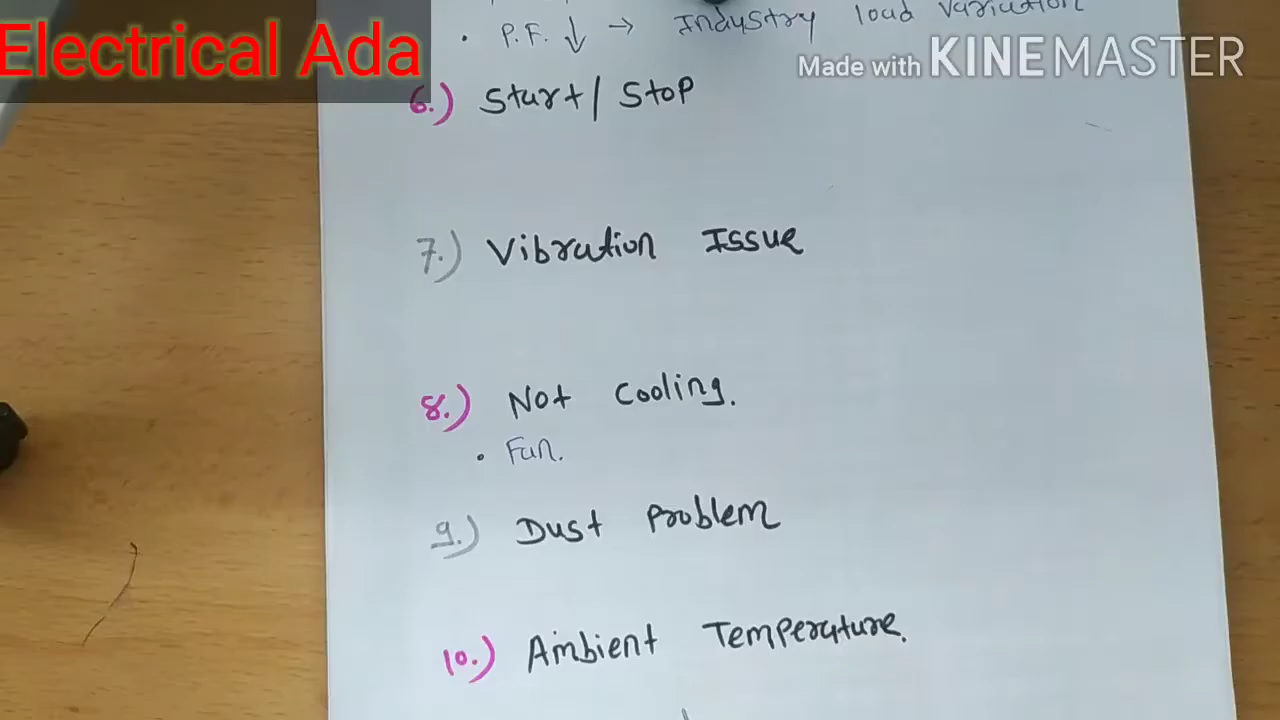 Electrical Ada
Made with KINEMASTER
• P.F. ↓ → Industry load variation
6.) Start/Stop
7.) Vibration Issue
8.) Not Cooling.
• Fan.
9.) Dust Problem
10.) Ambient Temperature.